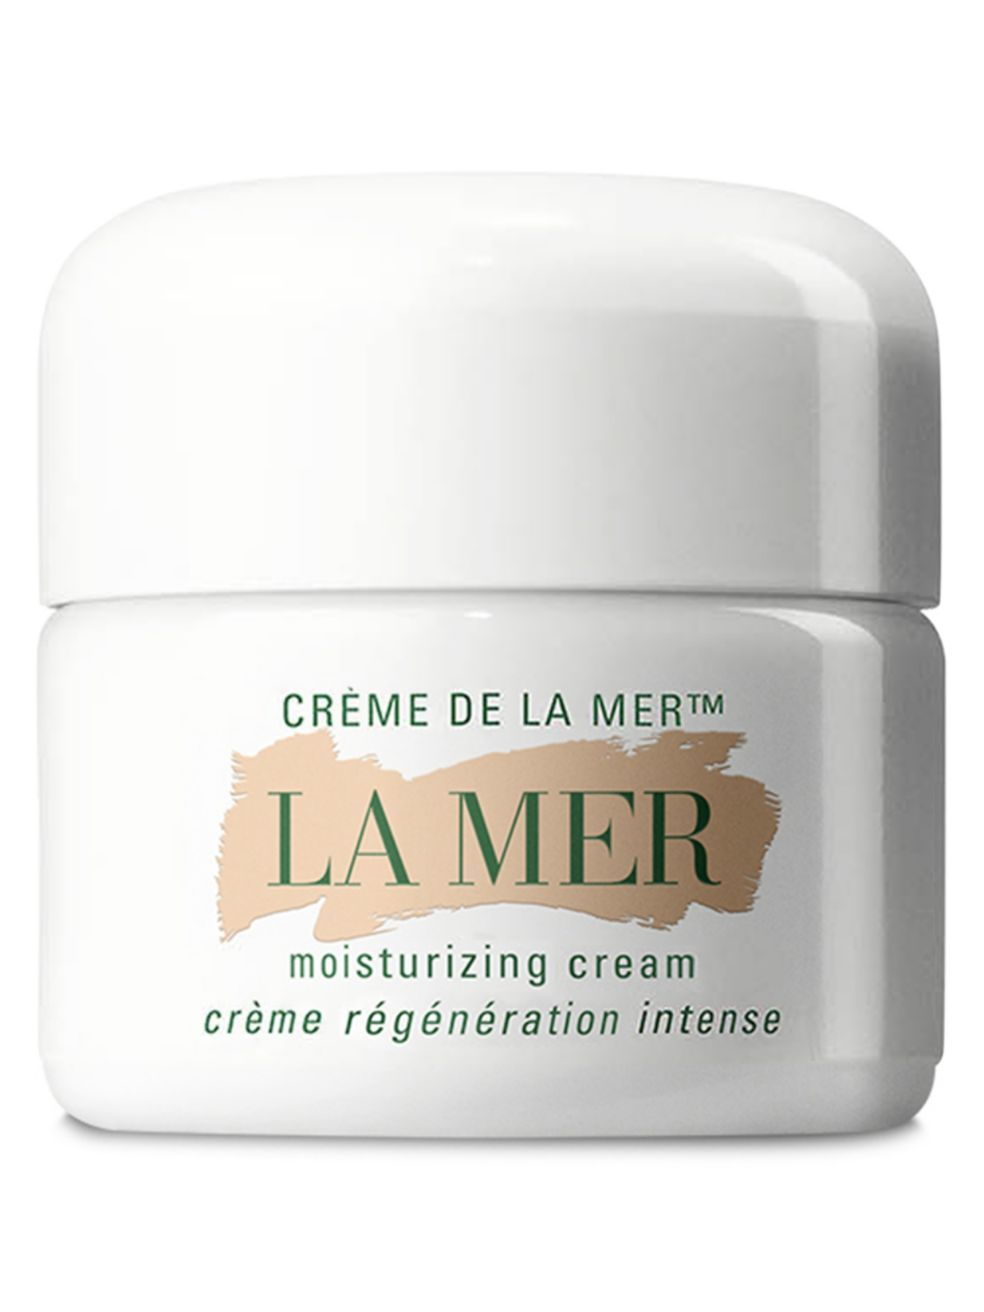 CRÈME DE LA MER™
LA MER
moisturizing cream
crème régénération intense